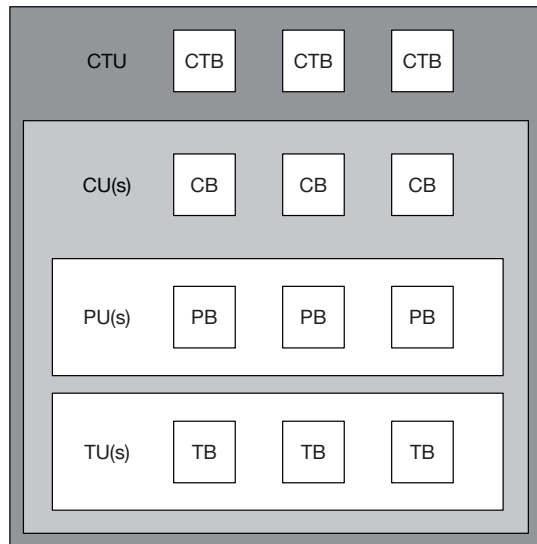 CTU CTB CTB CTB
CU(s) CB CB CB
PU(s) PB PB PB
TU(s) TB TB TB